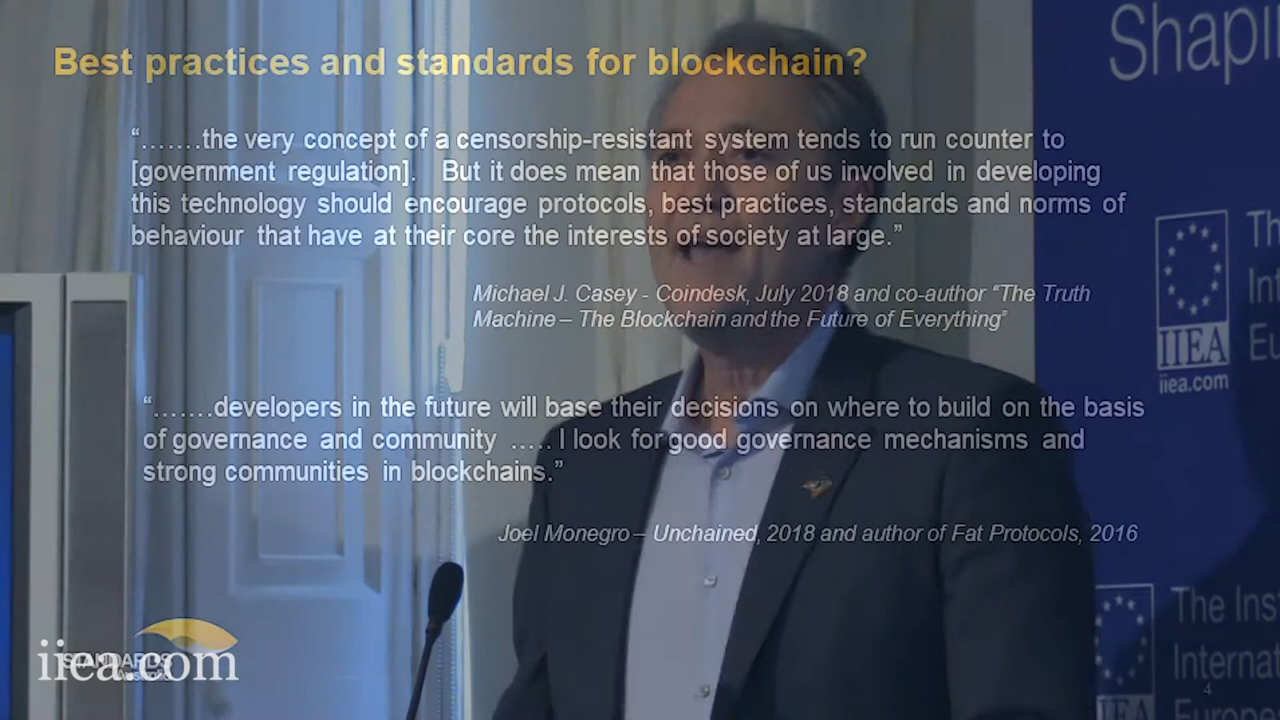 Best practices and standards for blockchain?
“…….the very concept of a censorship-resistant system tends to run counter to
[government regulation]. But it does mean that those of us involved in developing
this technology should encourage protocols, best practices, standards and norms of
behaviour that have at their core the interests of society at large.”
Michael J. Casey - Coindesk, July 2018 and co-author “The Truth
Machine – The Blockchain and the Future of Everything”
“…….developers in the future will base their decisions on where to build on the basis
of governance and community ….. I look for good governance mechanisms and
strong communities in blockchains.”
Joel Monegro – Unchained, 2018 and author of Fat Protocols, 2016
4
iiea.com
STANDARDS
Shapi
Th
In
Eu
IIEA
iiea.com
The Ins
Internat
Europea
IIEA